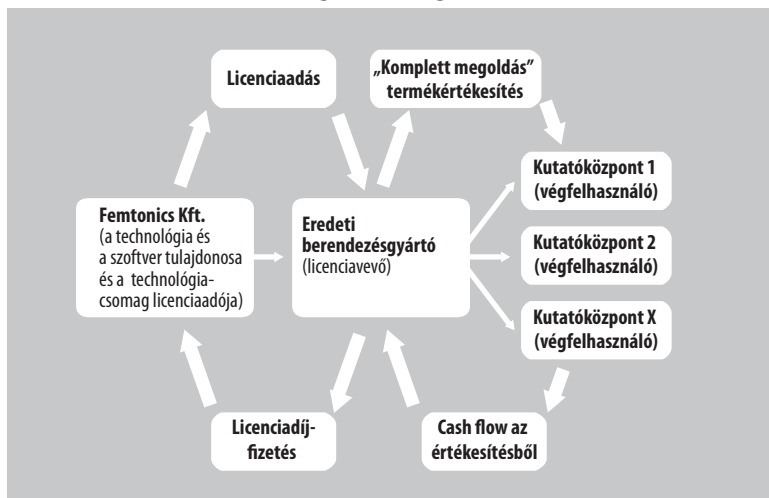 Licenciaadás
„Komplett megoldás”
termékértékesítés
Femtonics Kft.
(a technológia és
a szoftver tulajdonosa
és a technológia-
csomag licenciaadója)
Eredeti
berendezésgyártó
(licenciavevő)
Kutatóközpont 1
(végfelhasználó)
Kutatóközpont 2
(végfelhasználó)
Kutatóközpont X
(végfelhasználó)
Licenciadíj-
fizetés
Cash flow az
értékesítésből